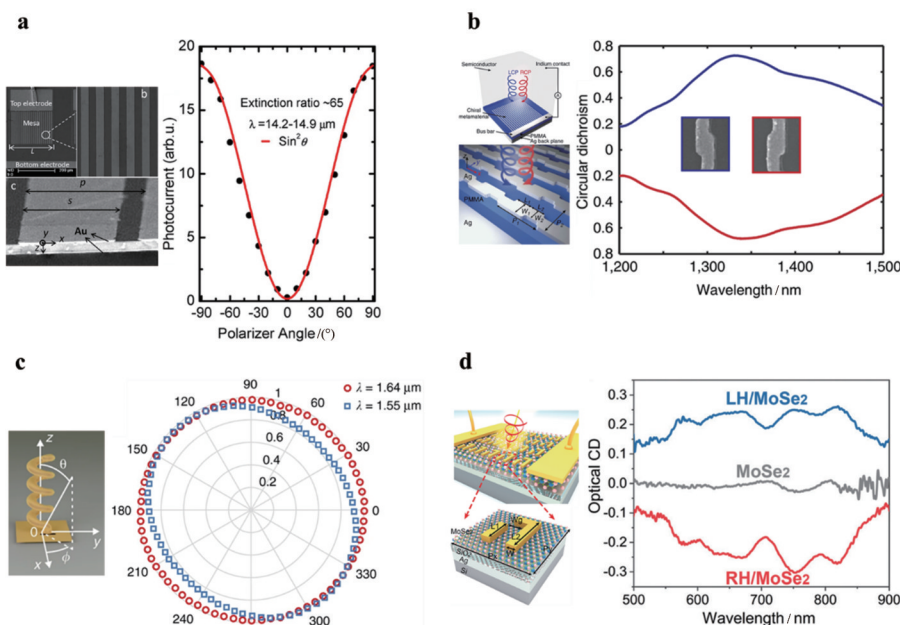 a
Top electrode
Mesa
L
Bottom electrode
b
c
p
s
Au
y
x
z
Photocurrent (arb.u.)
20
15
10
5
0
Extinction ratio ~65
λ =14.2-14.9 μm
Sin²θ
-90 -60 -30 0 30 60 90
Polarizer Angle/(°)
b
Semiconductor
Indium contact
LCP RCP
Chiral metamaterial
Bus bar
PMMA
Ag back plane
Ag
PMMA
Ag
Circular dichroism
0.8
0.6
0.4
0.2
0
0.2
0.4
0.6
0.8
1,200 1,300 1,400 1,500
Wavelength / nm
c
z
θ
0
y
x
ϕ
λ = 1.64 μm
λ = 1.55 μm
90
120
60
150
30
180
0
210
330
240
300
1
0.8
0.6
0.4
0.2
d
MoSe2
SiO2
Ag
Si
Optical CD
0.3
0.2
0.1
0.0
-0.1
-0.2
-0.3
LH/MoSe2
MoSe2
RH/MoSe2
500 600 700 800 900
Wavelength / nm